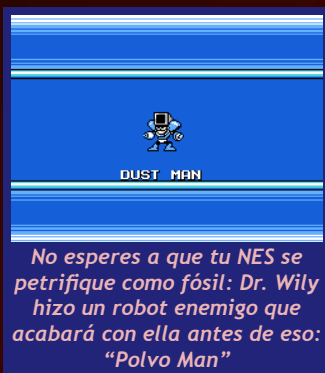 DUST MAN
No esperes a que tu NES se
petrifique como fósil: Dr. Wily
hizo un robot enemigo que
acabará con ella antes de eso:
“Polvo Man”